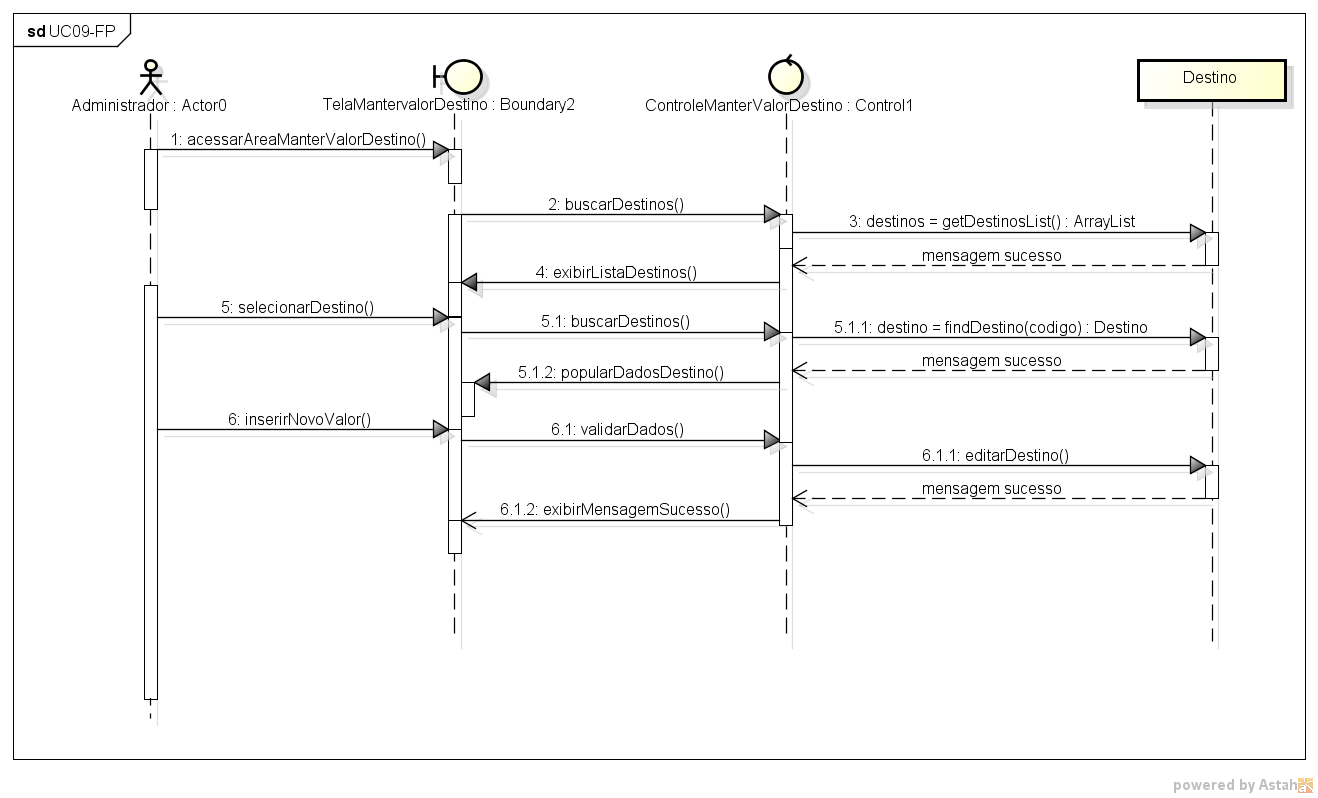 sd UC09-FP
Administrador : Actor0
TelaMantervalorDestino : Boundary2
ControleManterValorDestino : Control1
Destino
1: acessarAreaManterValorDestino()
2: buscarDestinos()
3: destinos = getDestinosList() : ArrayList
mensagem sucesso
4: exibirListaDestinos()
5: selecionarDestino()
5.1: buscarDestinos()
5.1.1: destino = findDestino(codigo) : Destino
mensagem sucesso
5.1.2: popularDadosDestino()
6: inserirNovoValor()
6.1: validarDados()
6.1.1: editarDestino()
mensagem sucesso
6.1.2: exibirMensagemSucesso()
powered by Astah